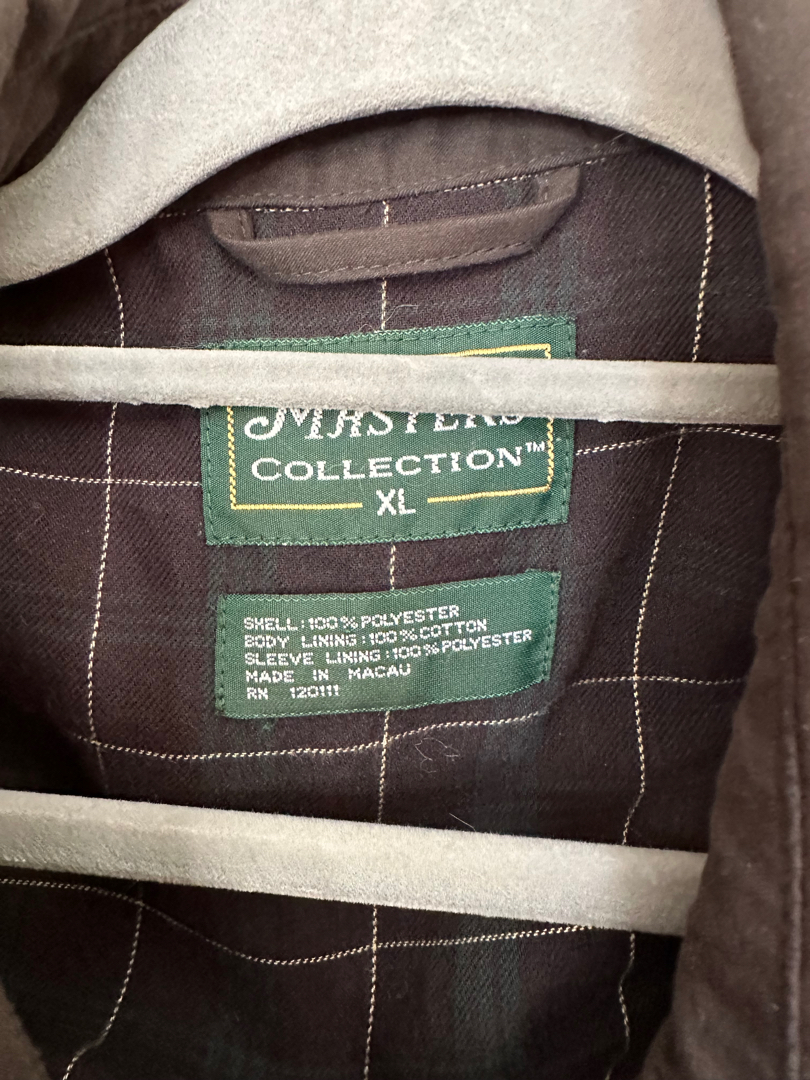 MASTERS
COLLECTION™
XL
SHELL:100%POLYESTER
BODY LINING:100%COTTON
SLEEVE LINING:100%POLYESTER
MADE IN MACAU
RN 120111